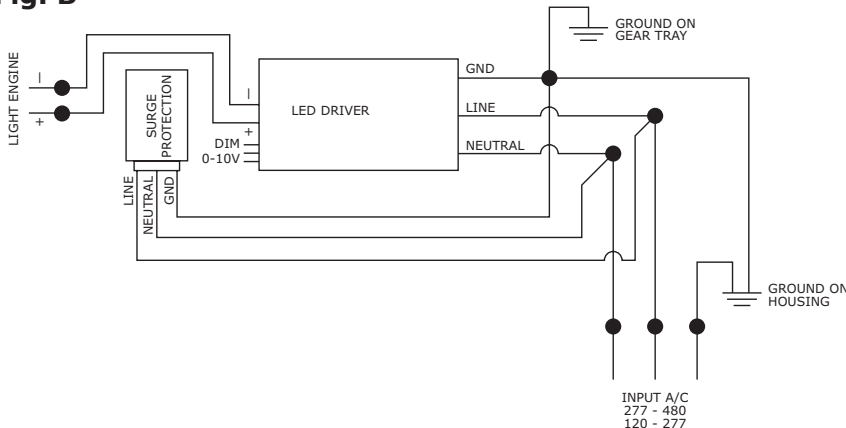 GROUND ON
GEAR TRAY
LIGHT ENGINE
–
+
SURGE
PROTECTION
LINE
NEUTRAL
GND
–
+
DIM
0-10V
LED DRIVER
GND
LINE
NEUTRAL
GROUND ON
HOUSING
INPUT A/C
277 - 480
120 - 277